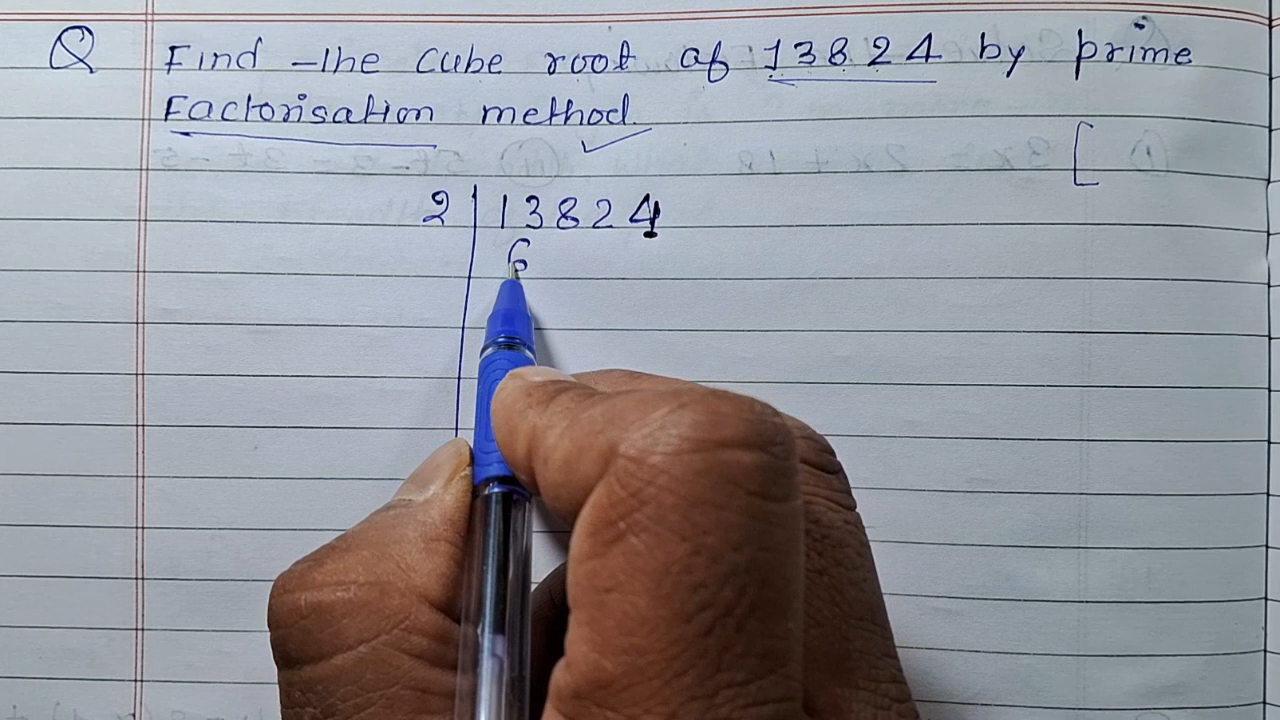 Q Find the cube root of 13824 by prime
Factorisation method.
2 | 13824
6